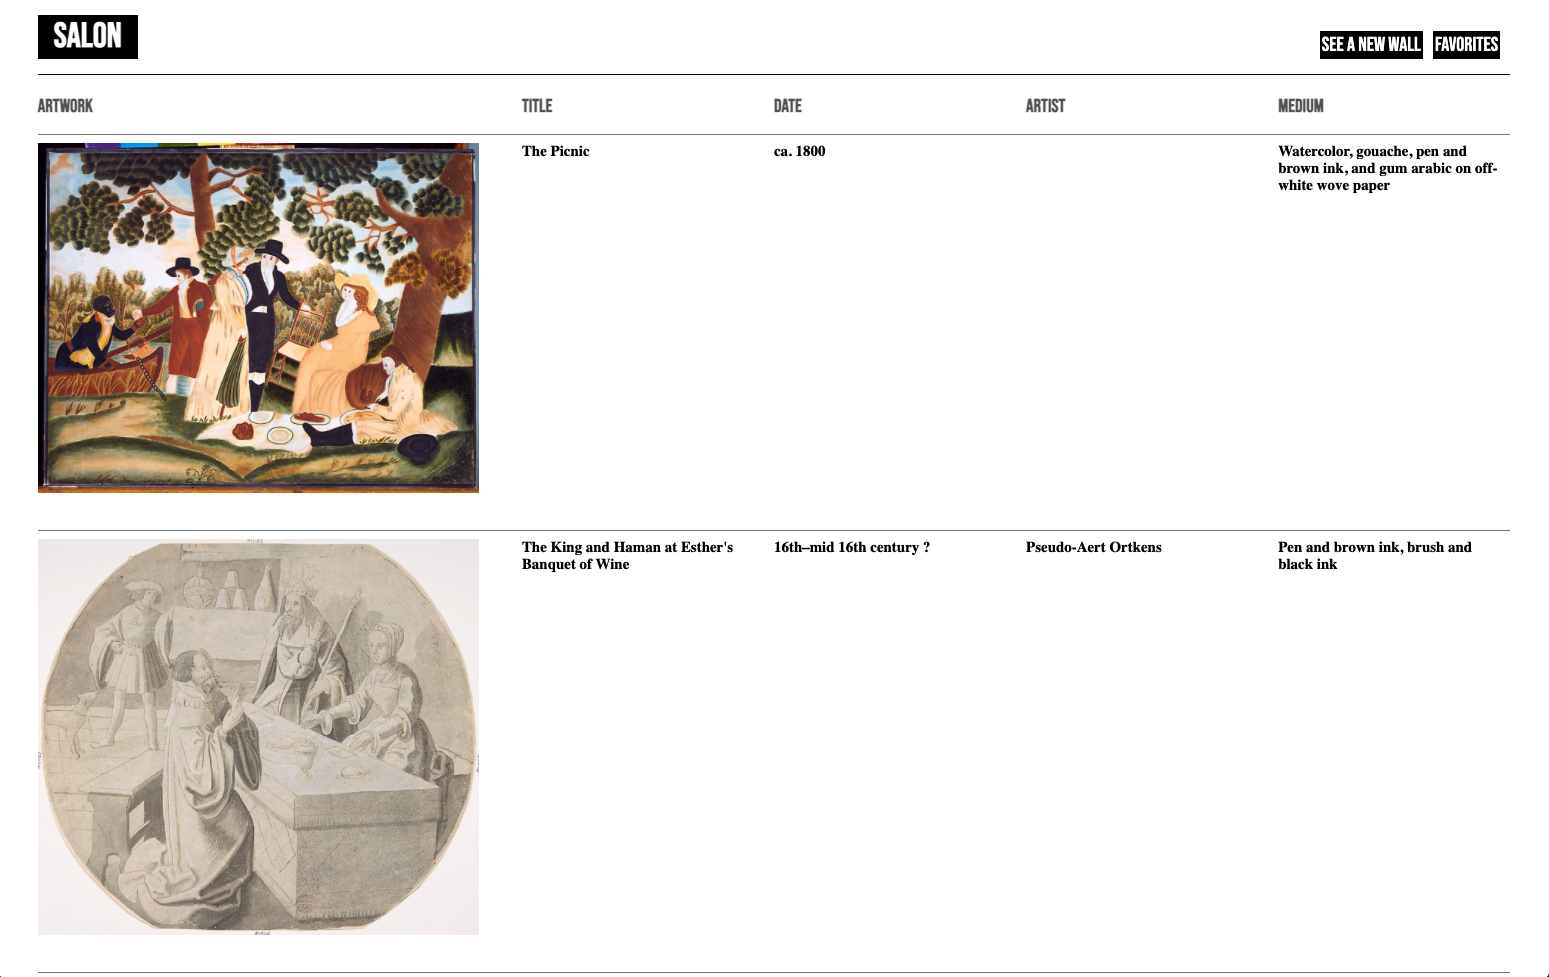 SALON
SEE A NEW WALL
FAVORITES
ARTWORK
TITLE
DATE
ARTIST
MEDIUM
The Picnic
ca. 1800
Watercolor, gouache, pen and
brown ink, and gum arabic on off-
white wove paper
The King and Haman at Esther's
Banquet of Wine
16th–mid 16th century ?
Pseudo-Aert Ortkens
Pen and brown ink, brush and
black ink